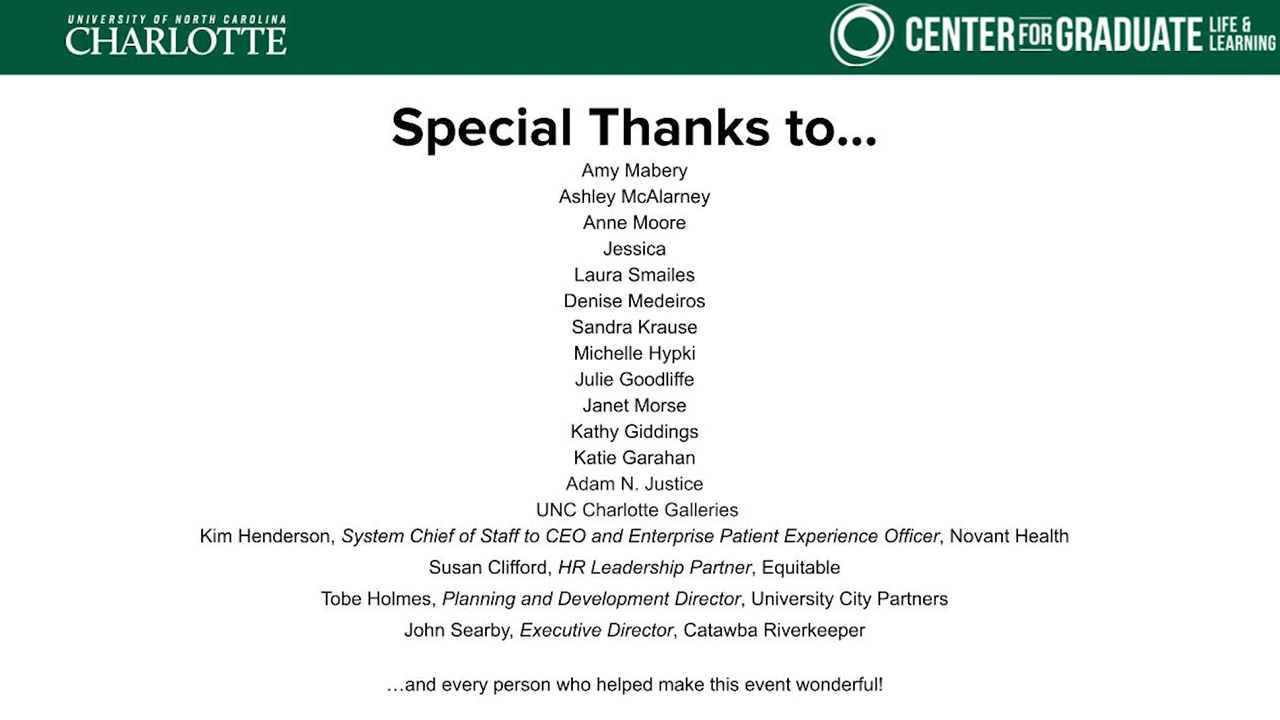 UNIVERSITY OF NORTH CAROLINA
CHARLOTTE
CENTER FOR GRADUATE LIFE & LEARNING
Special Thanks to...
Amy Mabery
Ashley McAlarney
Anne Moore
Jessica
Laura Smailes
Denise Medeiros
Sandra Krause
Michelle Hypki
Julie Goodliffe
Janet Morse
Kathy Giddings
Katie Garahan
Adam N. Justice
UNC Charlotte Galleries
Kim Henderson, System Chief of Staff to CEO and Enterprise Patient Experience Officer, Novant Health
Susan Clifford, HR Leadership Partner, Equitable
Tobe Holmes, Planning and Development Director, University City Partners
John Searby, Executive Director, Catawba Riverkeeper
…and every person who helped make this event wonderful!